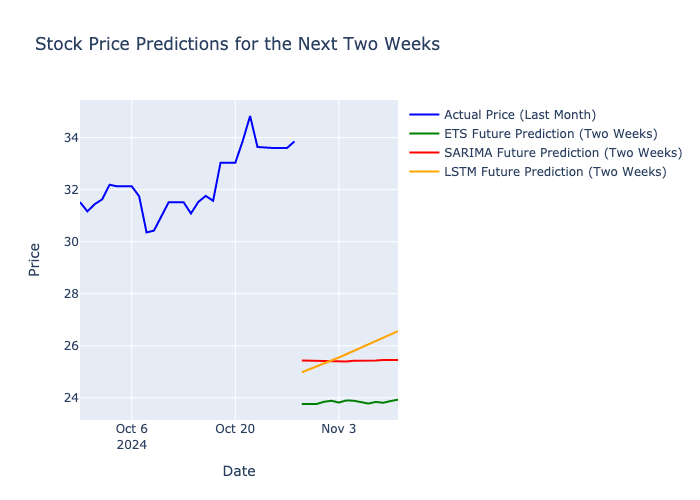 Stock Price Predictions for the Next Two Weeks
Actual Price (Last Month)
ETS Future Prediction (Two Weeks)
SARIMA Future Prediction (Two Weeks)
LSTM Future Prediction (Two Weeks)
34
32
30
28
26
24
Price
Oct 6
2024
Oct 20
Nov 3
Date